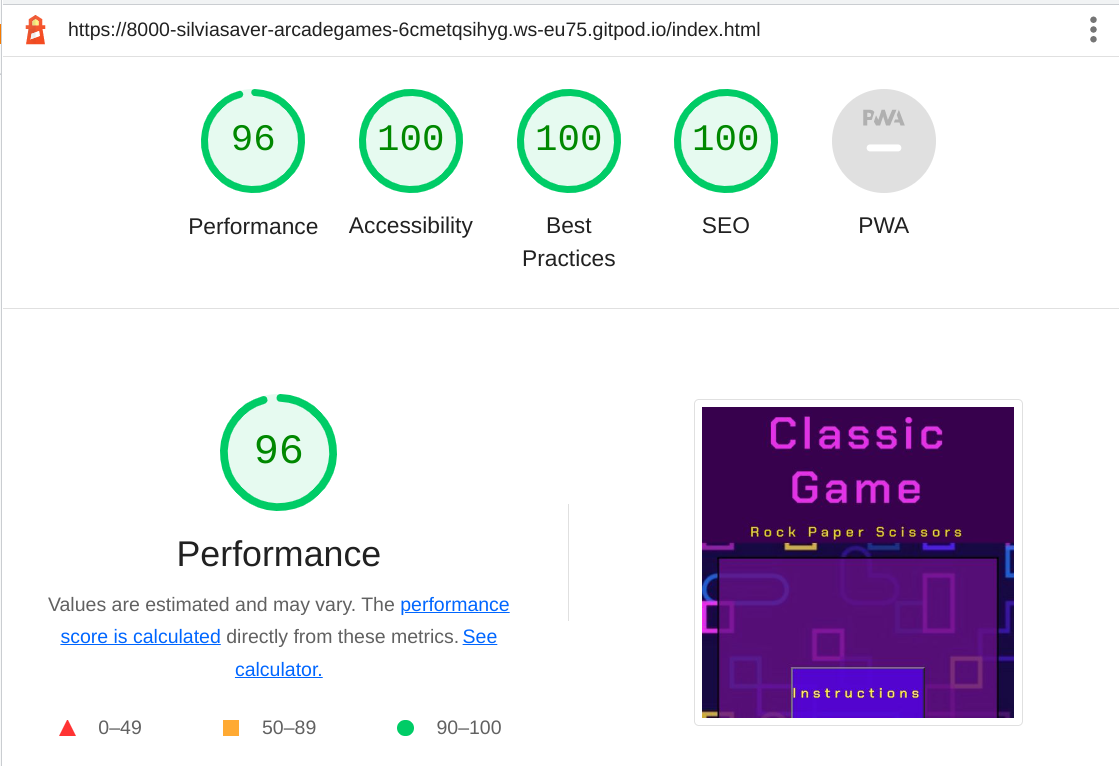 https://8000-silviasaver-arcadegames-6cmetqsihyg.ws-eu75.gitpod.io/index.html
96
100
100
100
PWA
Performance
Accessibility
Best
Practices
SEO
PWA
96
Performance
Values are estimated and may vary. The performance
score is calculated directly from these metrics. See
calculator.
0–49
50–89
90–100
Classic
Game
Rock Paper Scissors
Instructions